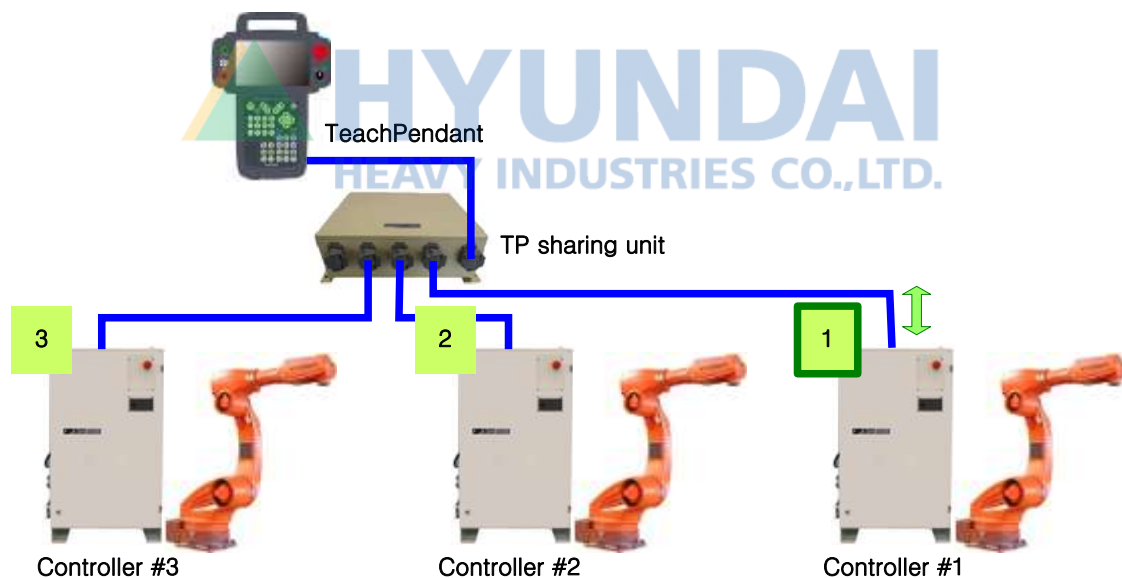 HYUNDAI
TeachPendant
HEAVY INDUSTRIES CO.,LTD.
TP sharing unit
3
2
1
Controller #3
Controller #2
Controller #1